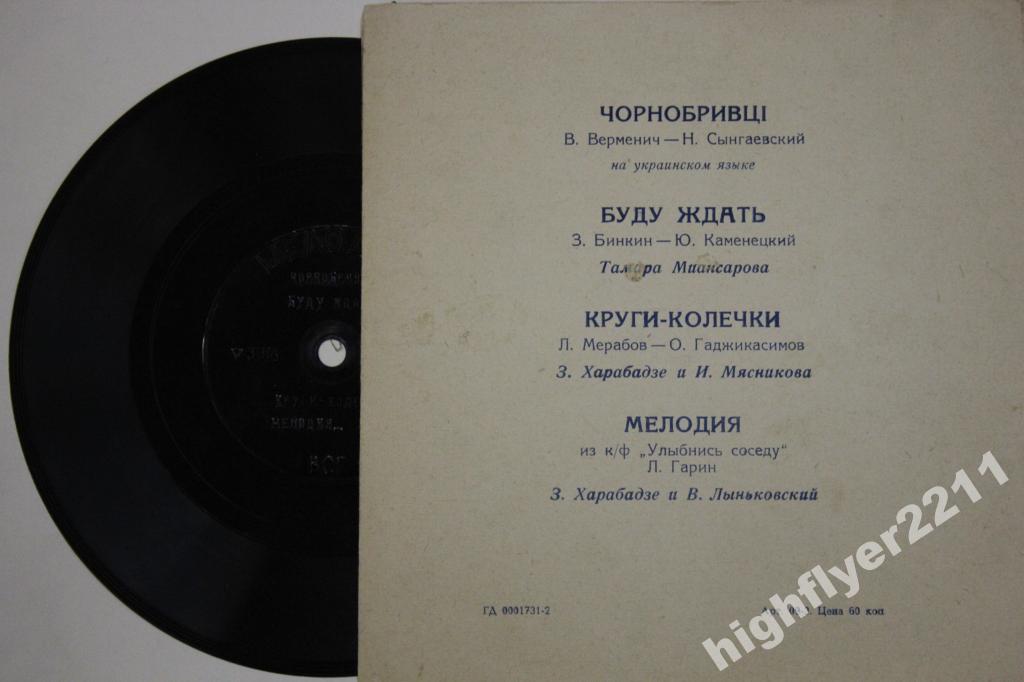 ЧОРНОБРИВЦІ
В. Верменич — Н. Сынгаевский
на украинском языке
БУДУ ЖДАТЬ
З. Бинкин — Ю. Каменецкий
Тамара Миансарова
КРУГИ-КОЛЕЧКИ
Л. Мерабов — О. Гаджикасимов
З. Харабадзе и И. Мясникова
МЕЛОДИЯ
из к/ф „Улыбнись соседу"
Л. Гарин
З. Харабадзе и В. Лыньковский
ГД 0001731-2
Цена 60 коп
БУДУ
highflyer2211